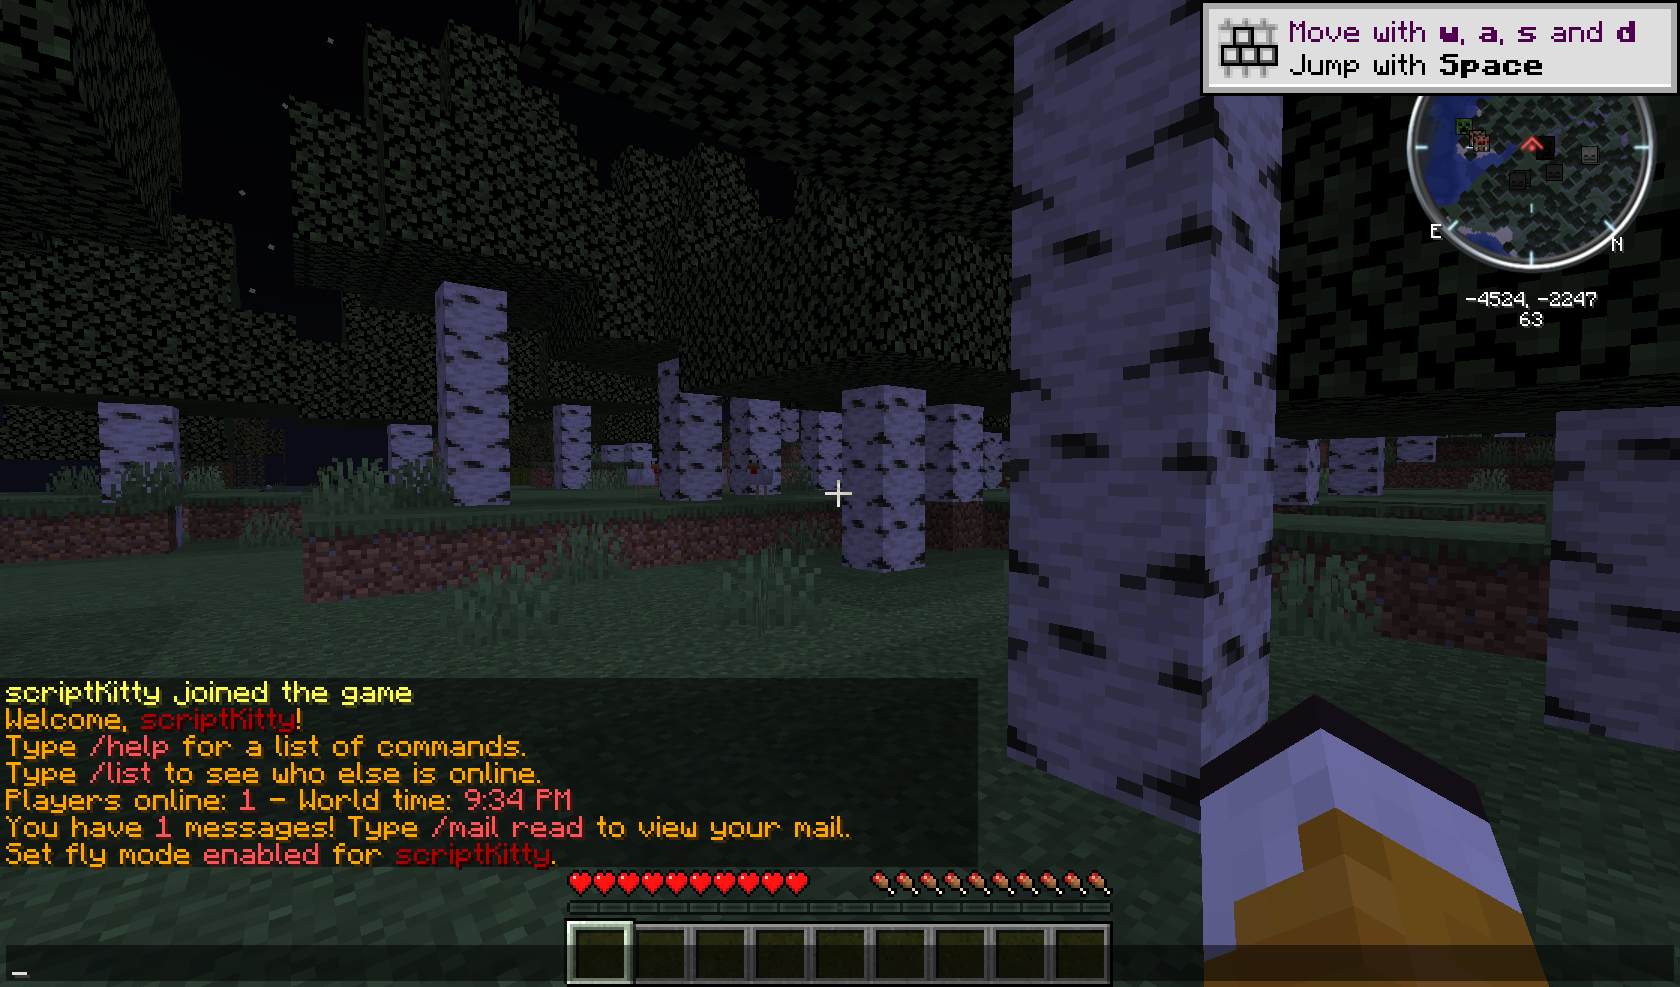 Move with w, a, s and d
Jump with Space
E
N
-4524, -2247
63
scriptKitty joined the game
Welcome, scriptKitty!
Type /help for a list of commands.
Type /list to see who else is online.
Players online: 1 - World time: 9:34 PM
You have 1 messages! Type /mail read to view your mail.
Set fly mode enabled for scriptKitty.
_